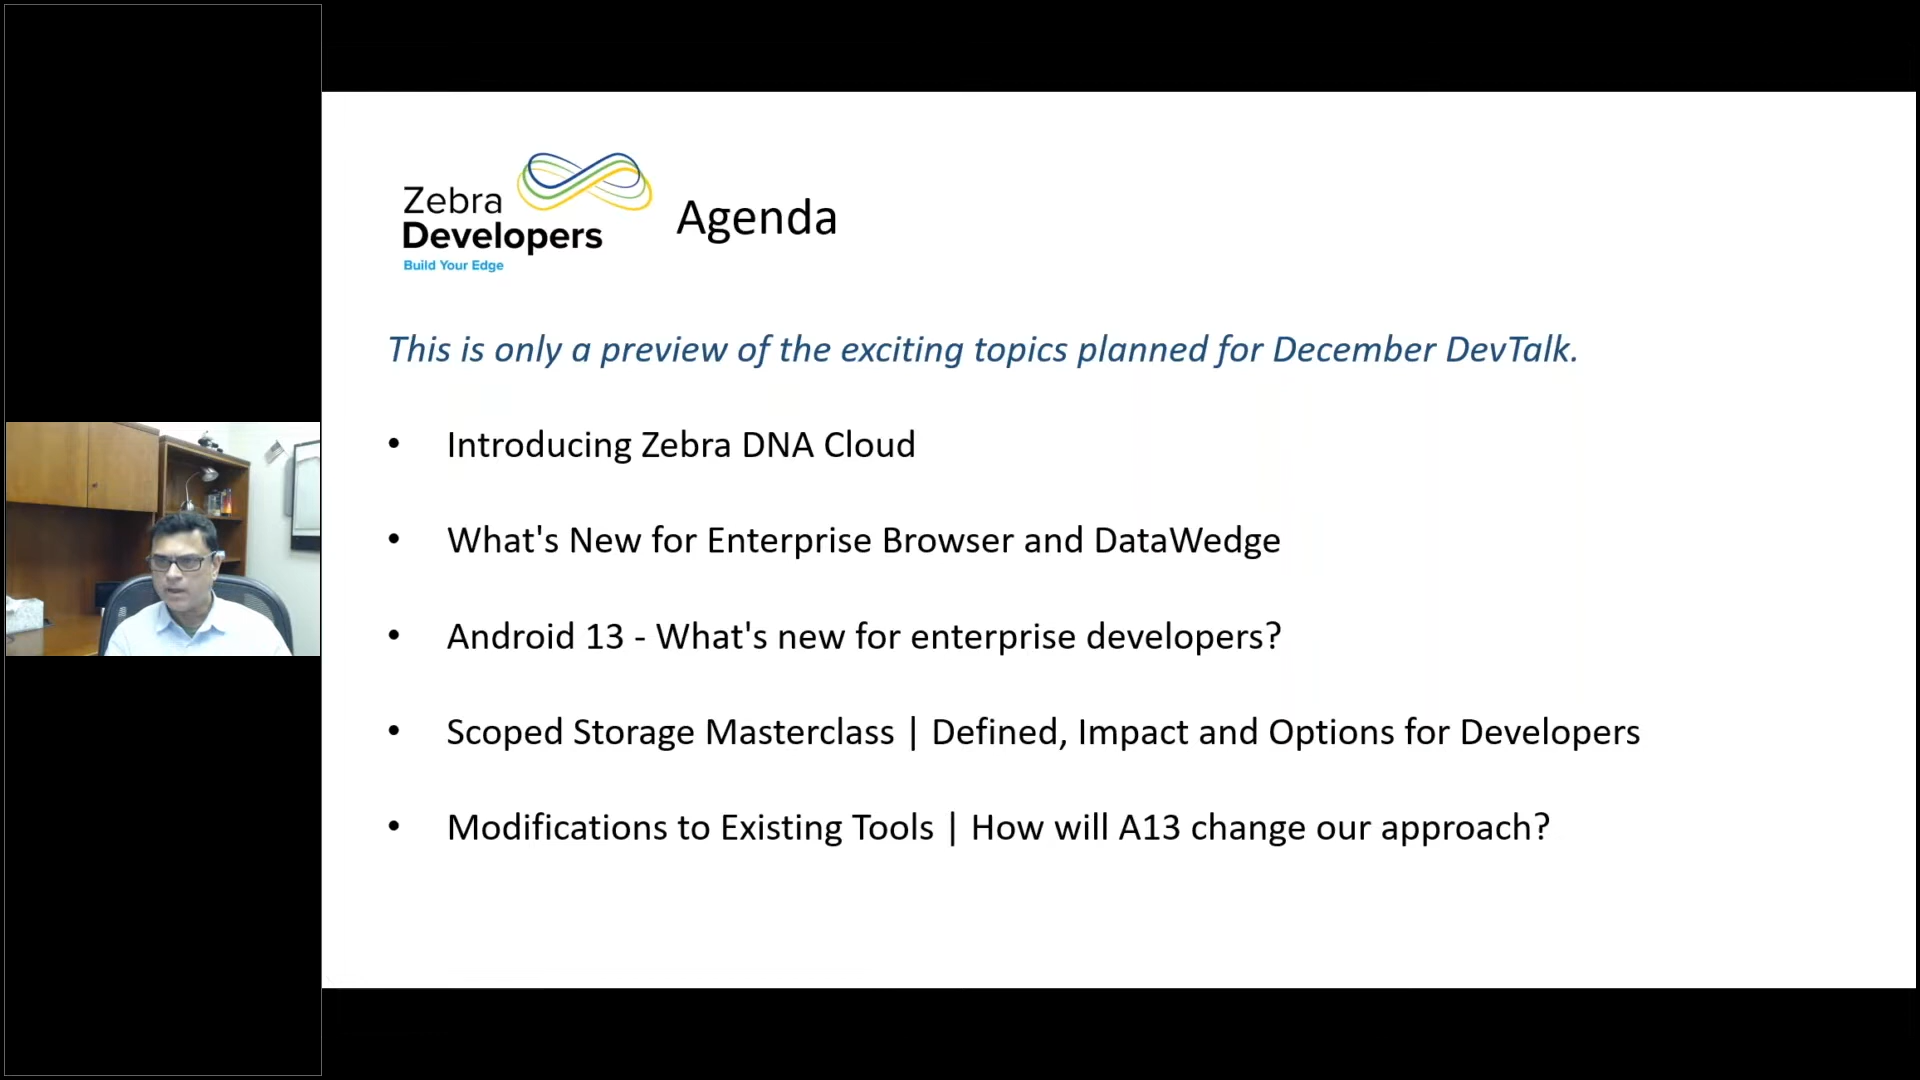 Zebra
Developers
Build Your Edge
Agenda
This is only a preview of the exciting topics planned for December DevTalk.
• Introducing Zebra DNA Cloud
• What's New for Enterprise Browser and DataWedge
• Android 13 - What's new for enterprise developers?
• Scoped Storage Masterclass | Defined, Impact and Options for Developers
• Modifications to Existing Tools | How will A13 change our approach?